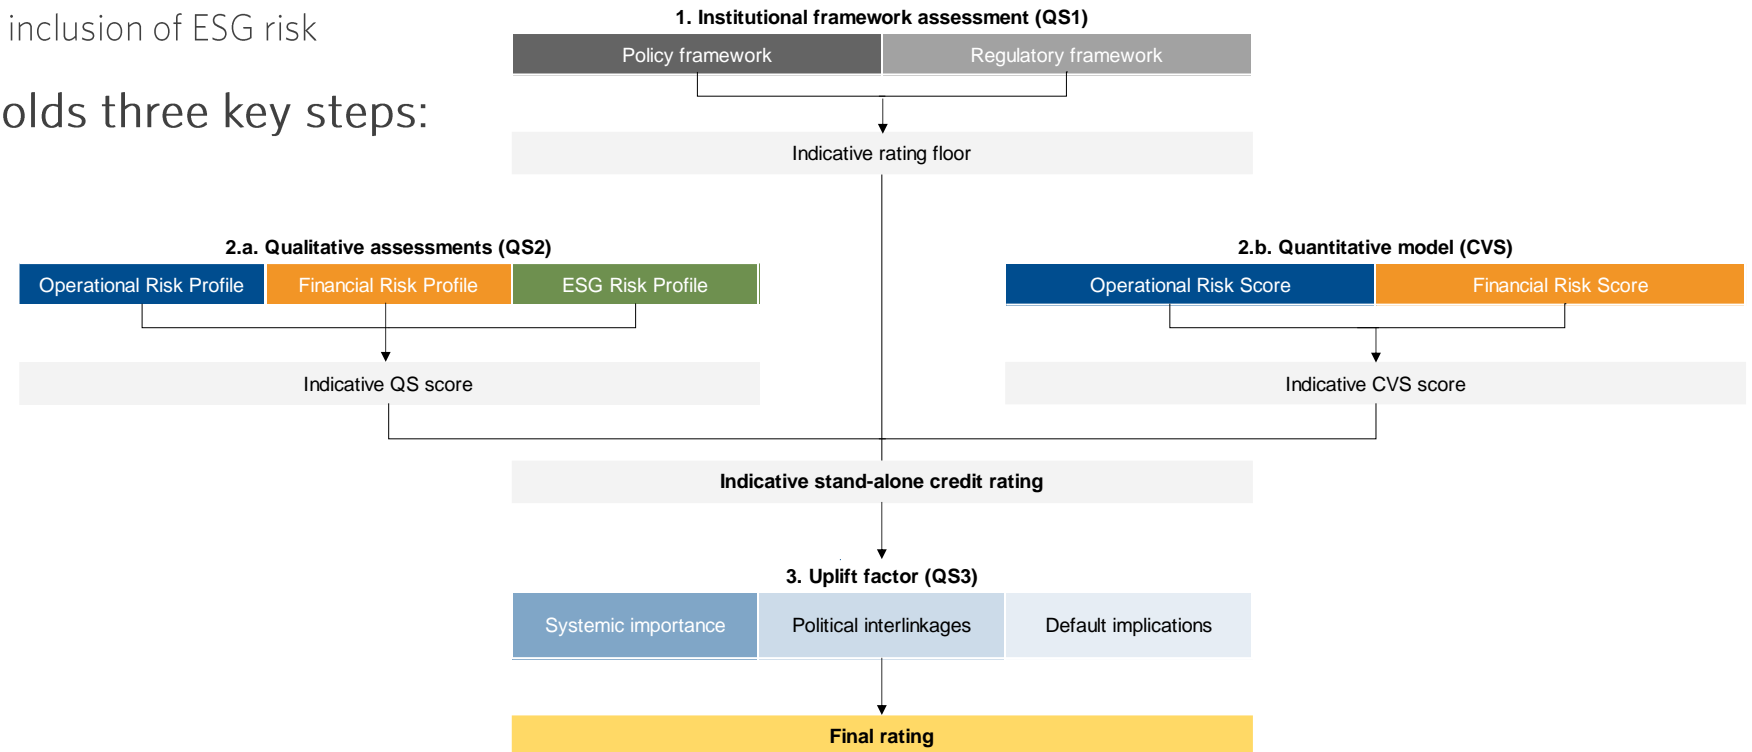 inclusion of ESG risk
olds three key steps:
1. Institutional framework assessment (QS1)
Policy framework
Regulatory framework
Indicative rating floor
2.a. Qualitative assessments (QS2)
Operational Risk Profile
Financial Risk Profile
ESG Risk Profile
Indicative QS score
2.b. Quantitative model (CVS)
Operational Risk Score
Financial Risk Score
Indicative CVS score
Indicative stand-alone credit rating
3. Uplift factor (QS3)
Systemic importance
Political interlinkages
Default implications
Final rating